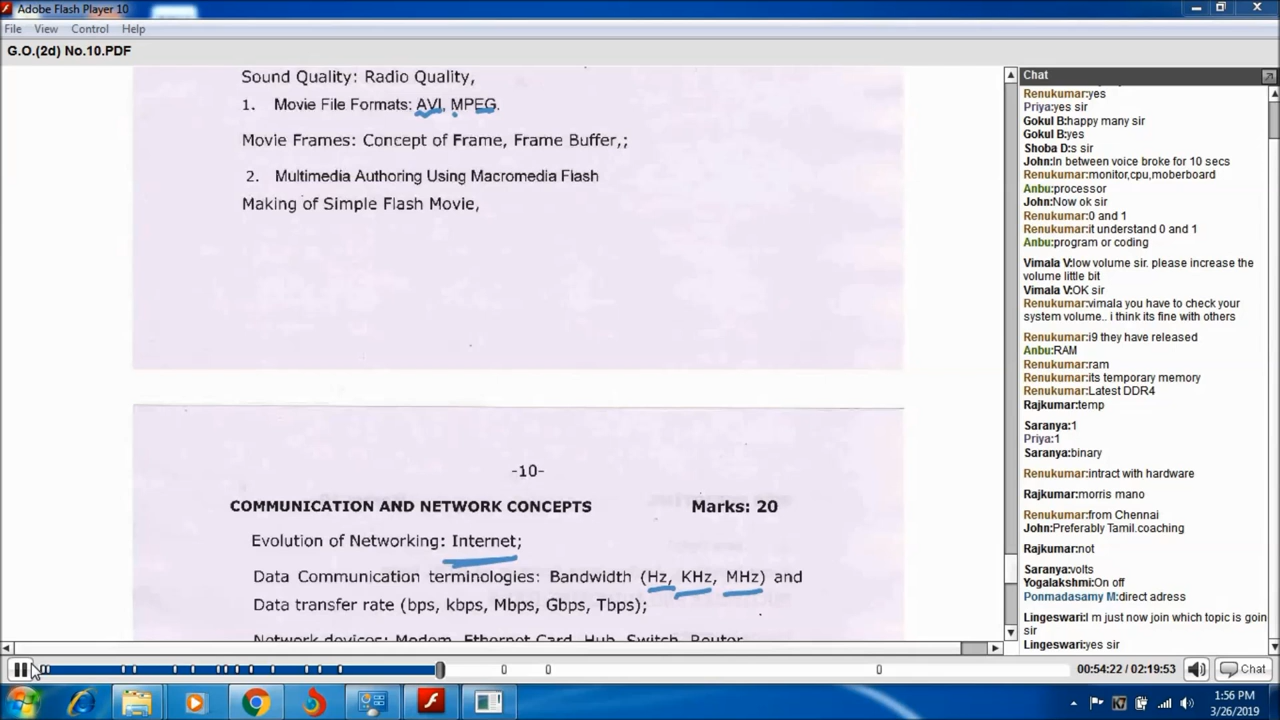 Adobe Flash Player 10
File View Control Help
G.O.(2d) No.10.PDF
Sound Quality: Radio Quality,
1. Movie File Formats: AVI, MPEG.
Movie Frames: Concept of Frame, Frame Buffer,;
2. Multimedia Authoring Using Macromedia Flash
Making of Simple Flash Movie,
-10-
COMMUNICATION AND NETWORK CONCEPTS Marks: 20
Evolution of Networking: Internet;
Data Communication terminologies: Bandwidth (Hz, KHz, MHz) and
Data transfer rate (bps, kbps, Mbps, Gbps, Tbps);
Network devices: Modem, Ethernet Card, Hub, Switch, Router
Chat
Renukumar:yes
Priya:yes sir
Gokul B:happy many sir
Gokul B:yes
Shoba D:s sir
John:In between voice broke for 10 secs
Renukumar:monitor,cpu,moberboard
Anbu:processor
John:Now ok sir
Renukumar:0 and 1
Renukumar:it understand 0 and 1
Anbu:program or coding
Vimala V:low volume sir. please increase the
volume little bit
Vimala V:OK sir
Renukumar:vimala you have to check your
system volume.. i think its fine with others
Renukumar:i9 they have released
Anbu:RAM
Renukumar:ram
Renukumar:its temporary memory
Renukumar:Latest DDR4
Rajkumar:temp
Saranya:1
Priya:1
Saranya:binary
Renukumar:intract with hardware
Rajkumar:morris mano
Renukumar:from Chennai
John:Preferably Tamil.coaching
Rajkumar:not
Saranya:volts
Yogalakshmi:On off
Ponmadasamy M:direct adress
Lingeswari:I m just now join which topic is goin
sir
Lingeswari:yes sir
00:54:22 / 02:19:53 Chat
1:56 PM
3/26/2019